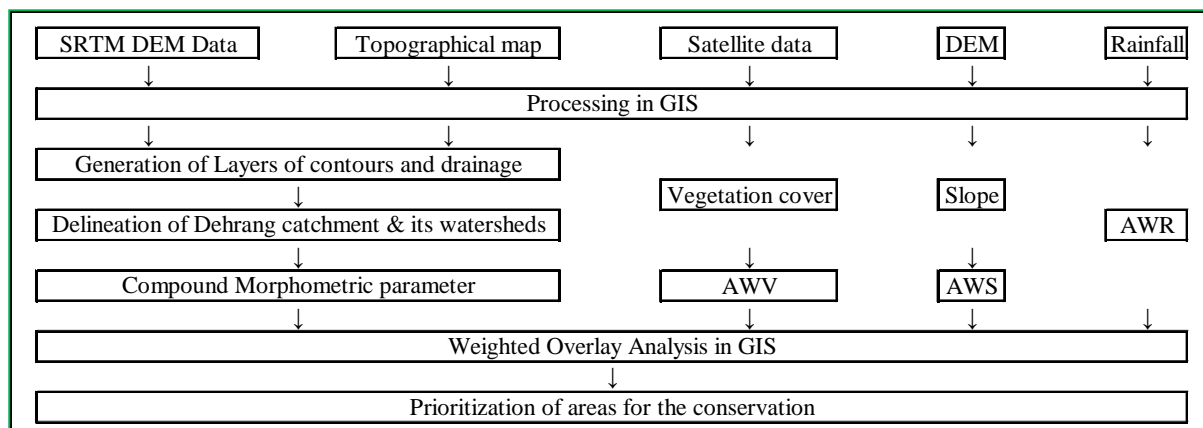 SRTM DEM Data Topographical map Satellite data DEM Rainfall
↓ ↓ ↓ ↓ ↓
Processing in GIS
↓ ↓ ↓ ↓ ↓
Generation of Layers of contours and drainage
↓
Vegetation cover Slope
Delineation of Dehrang catchment & its watersheds AWR
↓ ↓ ↓
Compound Morphometric parameter AWV AWS
↓ ↓ ↓ ↓
Weighted Overlay Analysis in GIS
↓
Prioritization of areas for the conservation